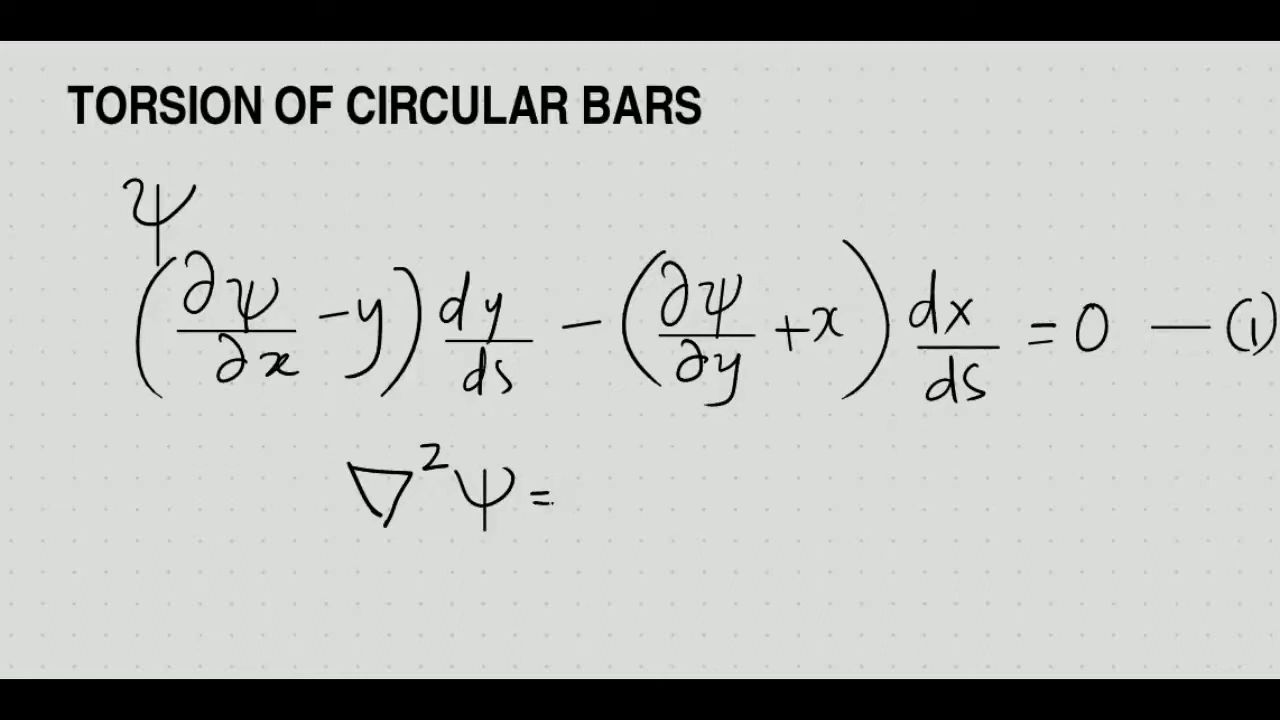 TORSION OF CIRCULAR BARS
ψ
(∂ψ/∂x - y) dy/ds - (∂ψ/∂y + x) dx/ds = 0 — (1)
∇²ψ =